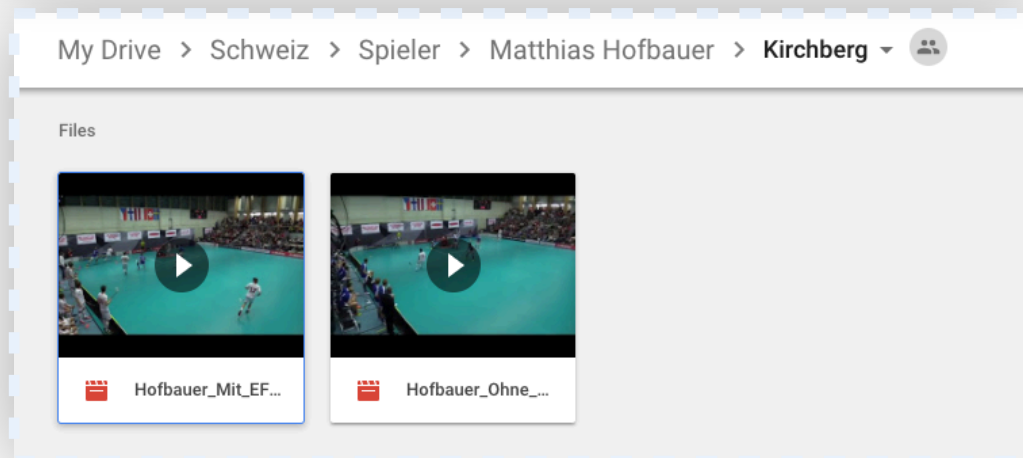 My Drive > Schweiz > Spieler > Matthias Hofbauer > Kirchberg
Files
Hofbauer_Mit_EF...
Hofbauer_Ohne_...